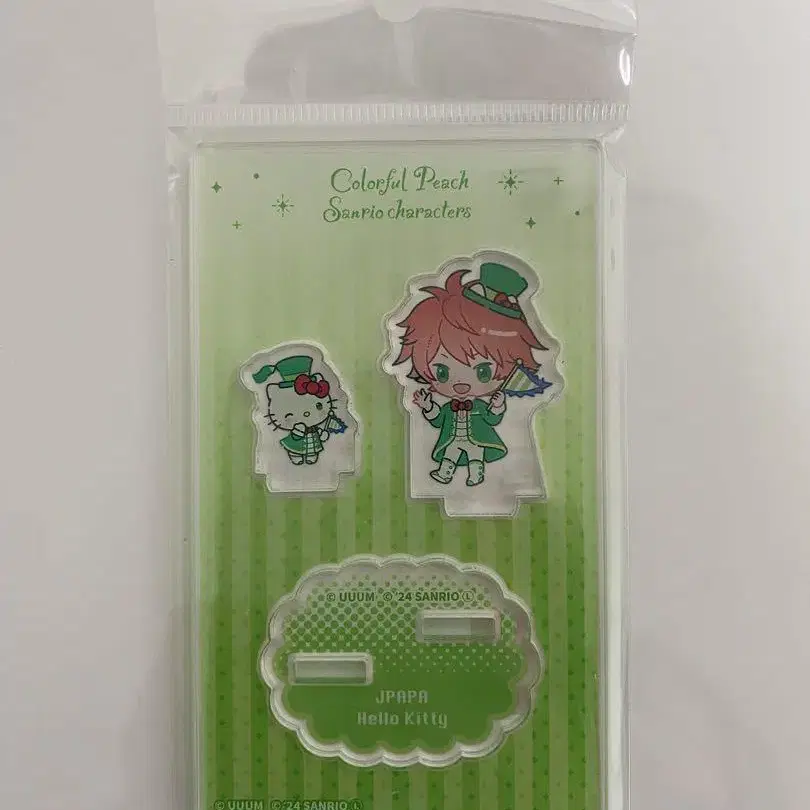 Colorful Peach
Sanrio characters
© UUUM © '24 SANRIO Ⓛ
JPAPA
Hello Kitty
© UUUM © '24 SANRIO Ⓛ